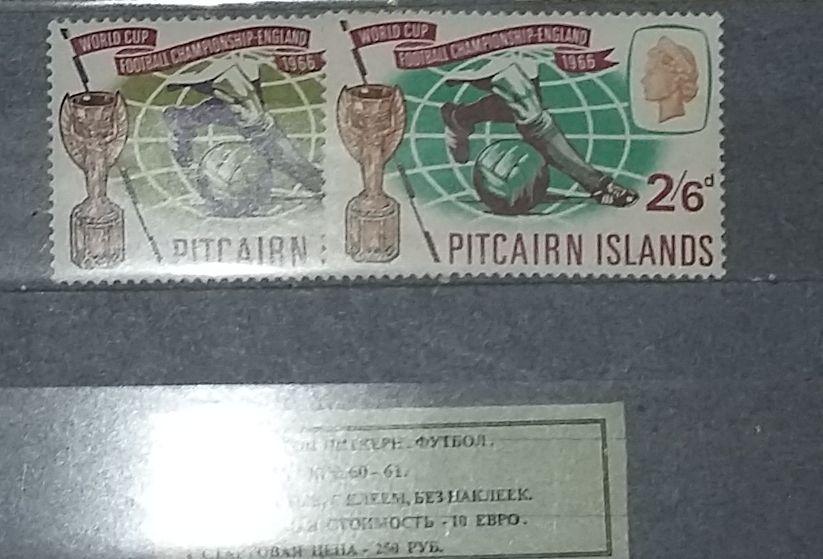 WORLD CUP
FOOTBALL CHAMPIONSHIP-ENGLAND
1966
PITCAIRN
WORLD CUP
FOOTBALL CHAMPIONSHIP-ENGLAND
1966
2/6d
PITCAIRN ISLANDS
ПИТКЕРН. ФУТБОЛ.
60-61.
КЛЕЕМ, БЕЗ НАКЛЕЕК.
СТОИМОСТЬ - 10 ЕВРО.
СТАРТОВАЯ ЦЕНА - 250 РУБ.